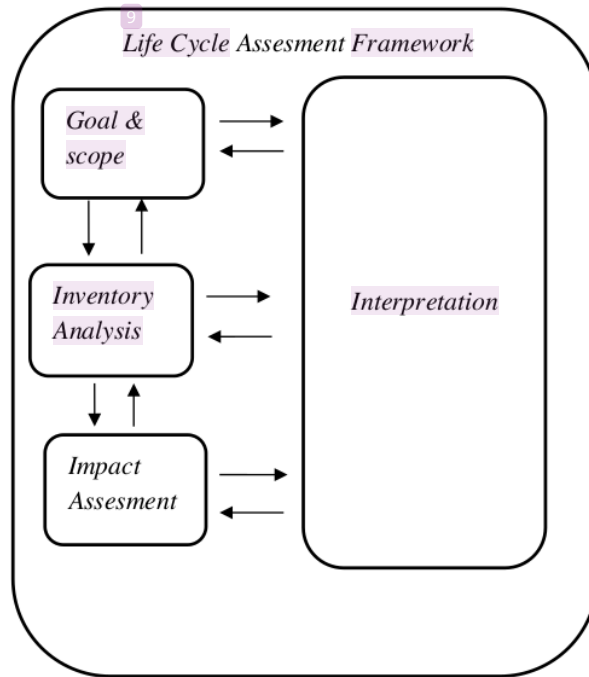 9
Life Cycle Assesment Framework
Goal &
scope
Inventory
Analysis
Interpretation
Impact
Assesment